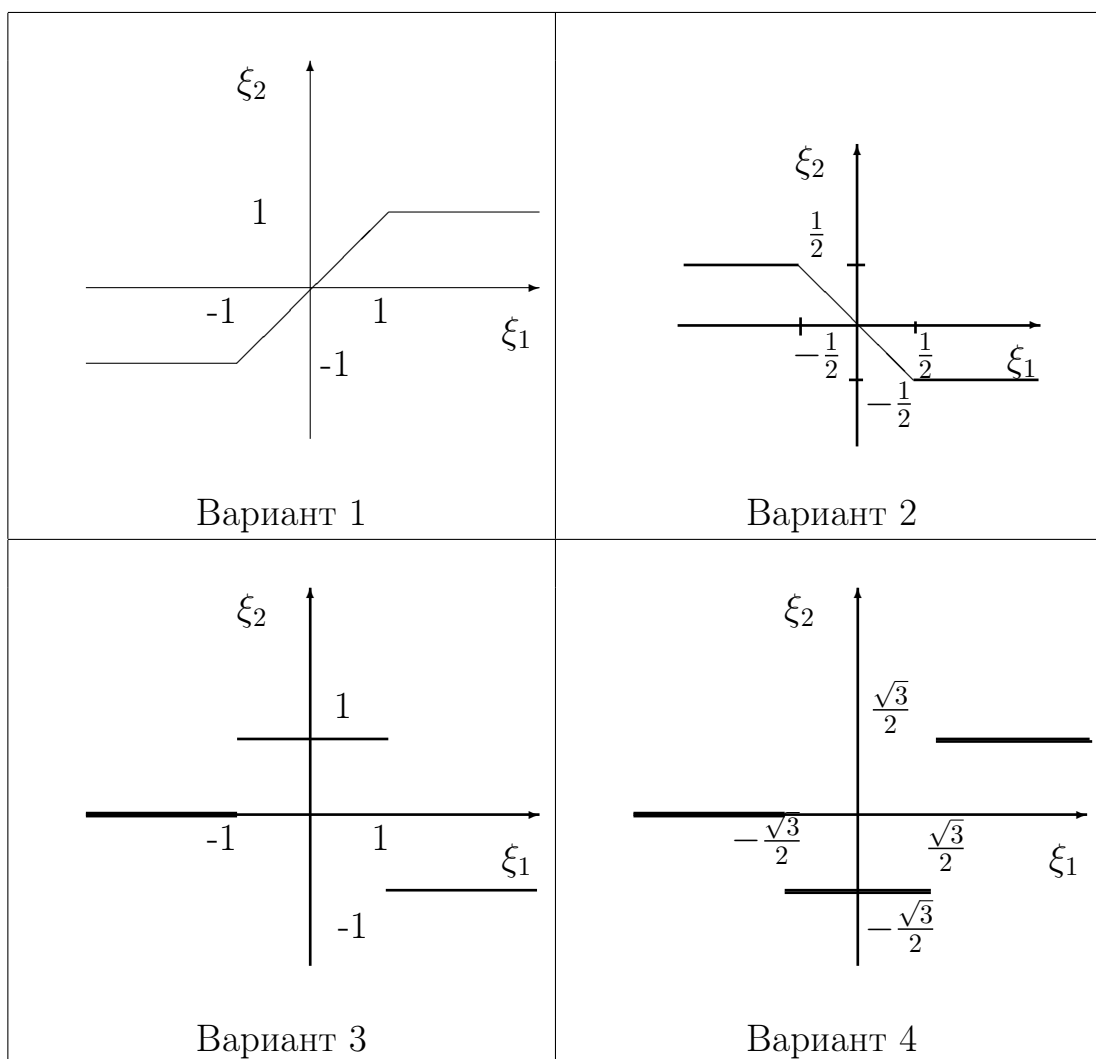 ξ₂
1
-1
1
ξ₁
-1
Вариант 1
ξ₂
1/2
-1/2
1/2
ξ₁
-1/2
Вариант 2
ξ₂
1
-1
1
ξ₁
-1
Вариант 3
ξ₂
√3/2
-√3/2
√3/2
ξ₁
-√3/2
Вариант 4